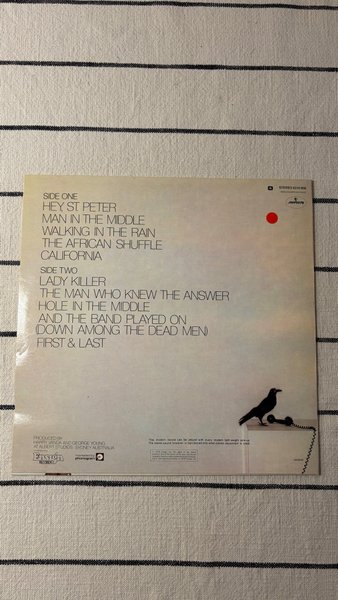 SIDE ONE
HEY ST PETER
MAN IN THE MIDDLE
WALKING IN THE RAIN
THE AFRICAN SHUFFLE
CALIFORNIA
SIDE TWO
LADY KILLER
THE MAN WHO KNEW THE ANSWER
HOLE IN THE MIDDLE
AND THE BAND PLAYED ON
(DOWN AMONG THE DEAD MEN)
FIRST & LAST
PRODUCED BY
HARRY VANDA AND GEORGE YOUNG
AT ALBERT STUDIOS, SYDNEY AUSTRALIA
phonogram